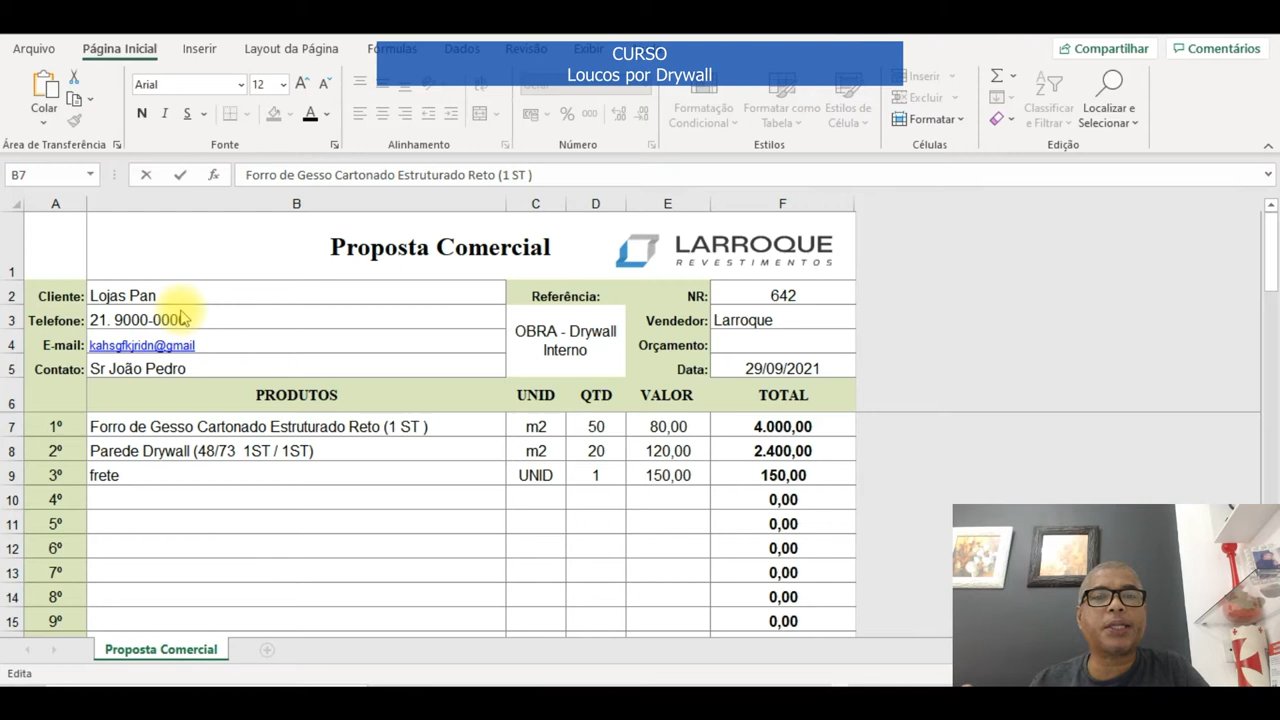 CURSO
Loucos por Drywall
Arquivo Página Inicial Inserir Layout da Página Fórmulas Dados Revisão Exibir Compartilhar Comentários
Colar Arial 12 Geral Formatação Condicional Formatar como Tabela Estilos de Célula Inserir Excluir Formatar Classificar e Filtrar Localizar e Selecionar
N I S A % 000
Área de Transferência Fonte Alinhamento Número Estilos Células Edição
B7 fx Forro de Gesso Cartonado Estruturado Reto (1 ST )
A B C D E F
1 Proposta Comercial LARROQUE
REVESTIMENTOS
2 Cliente: Lojas Pan Referência: NR: 642
3 Telefone: 21. 9000-0000 OBRA - Drywall Vendedor: Larroque
4 E-mail: kahsgfkjridn@gmail Interno Orçamento:
5 Contato: Sr João Pedro Data: 29/09/2021
6 PRODUTOS UNID QTD VALOR TOTAL
7 1º Forro de Gesso Cartonado Estruturado Reto (1 ST ) m2 50 80,00 4.000,00
8 2º Parede Drywall (48/73 1ST / 1ST) m2 20 120,00 2.400,00
9 3º frete UNID 1 150,00 150,00
10 4º 0,00
11 5º 0,00
12 6º 0,00
13 7º 0,00
14 8º 0,00
15 9º 0,00
Proposta Comercial
Edita